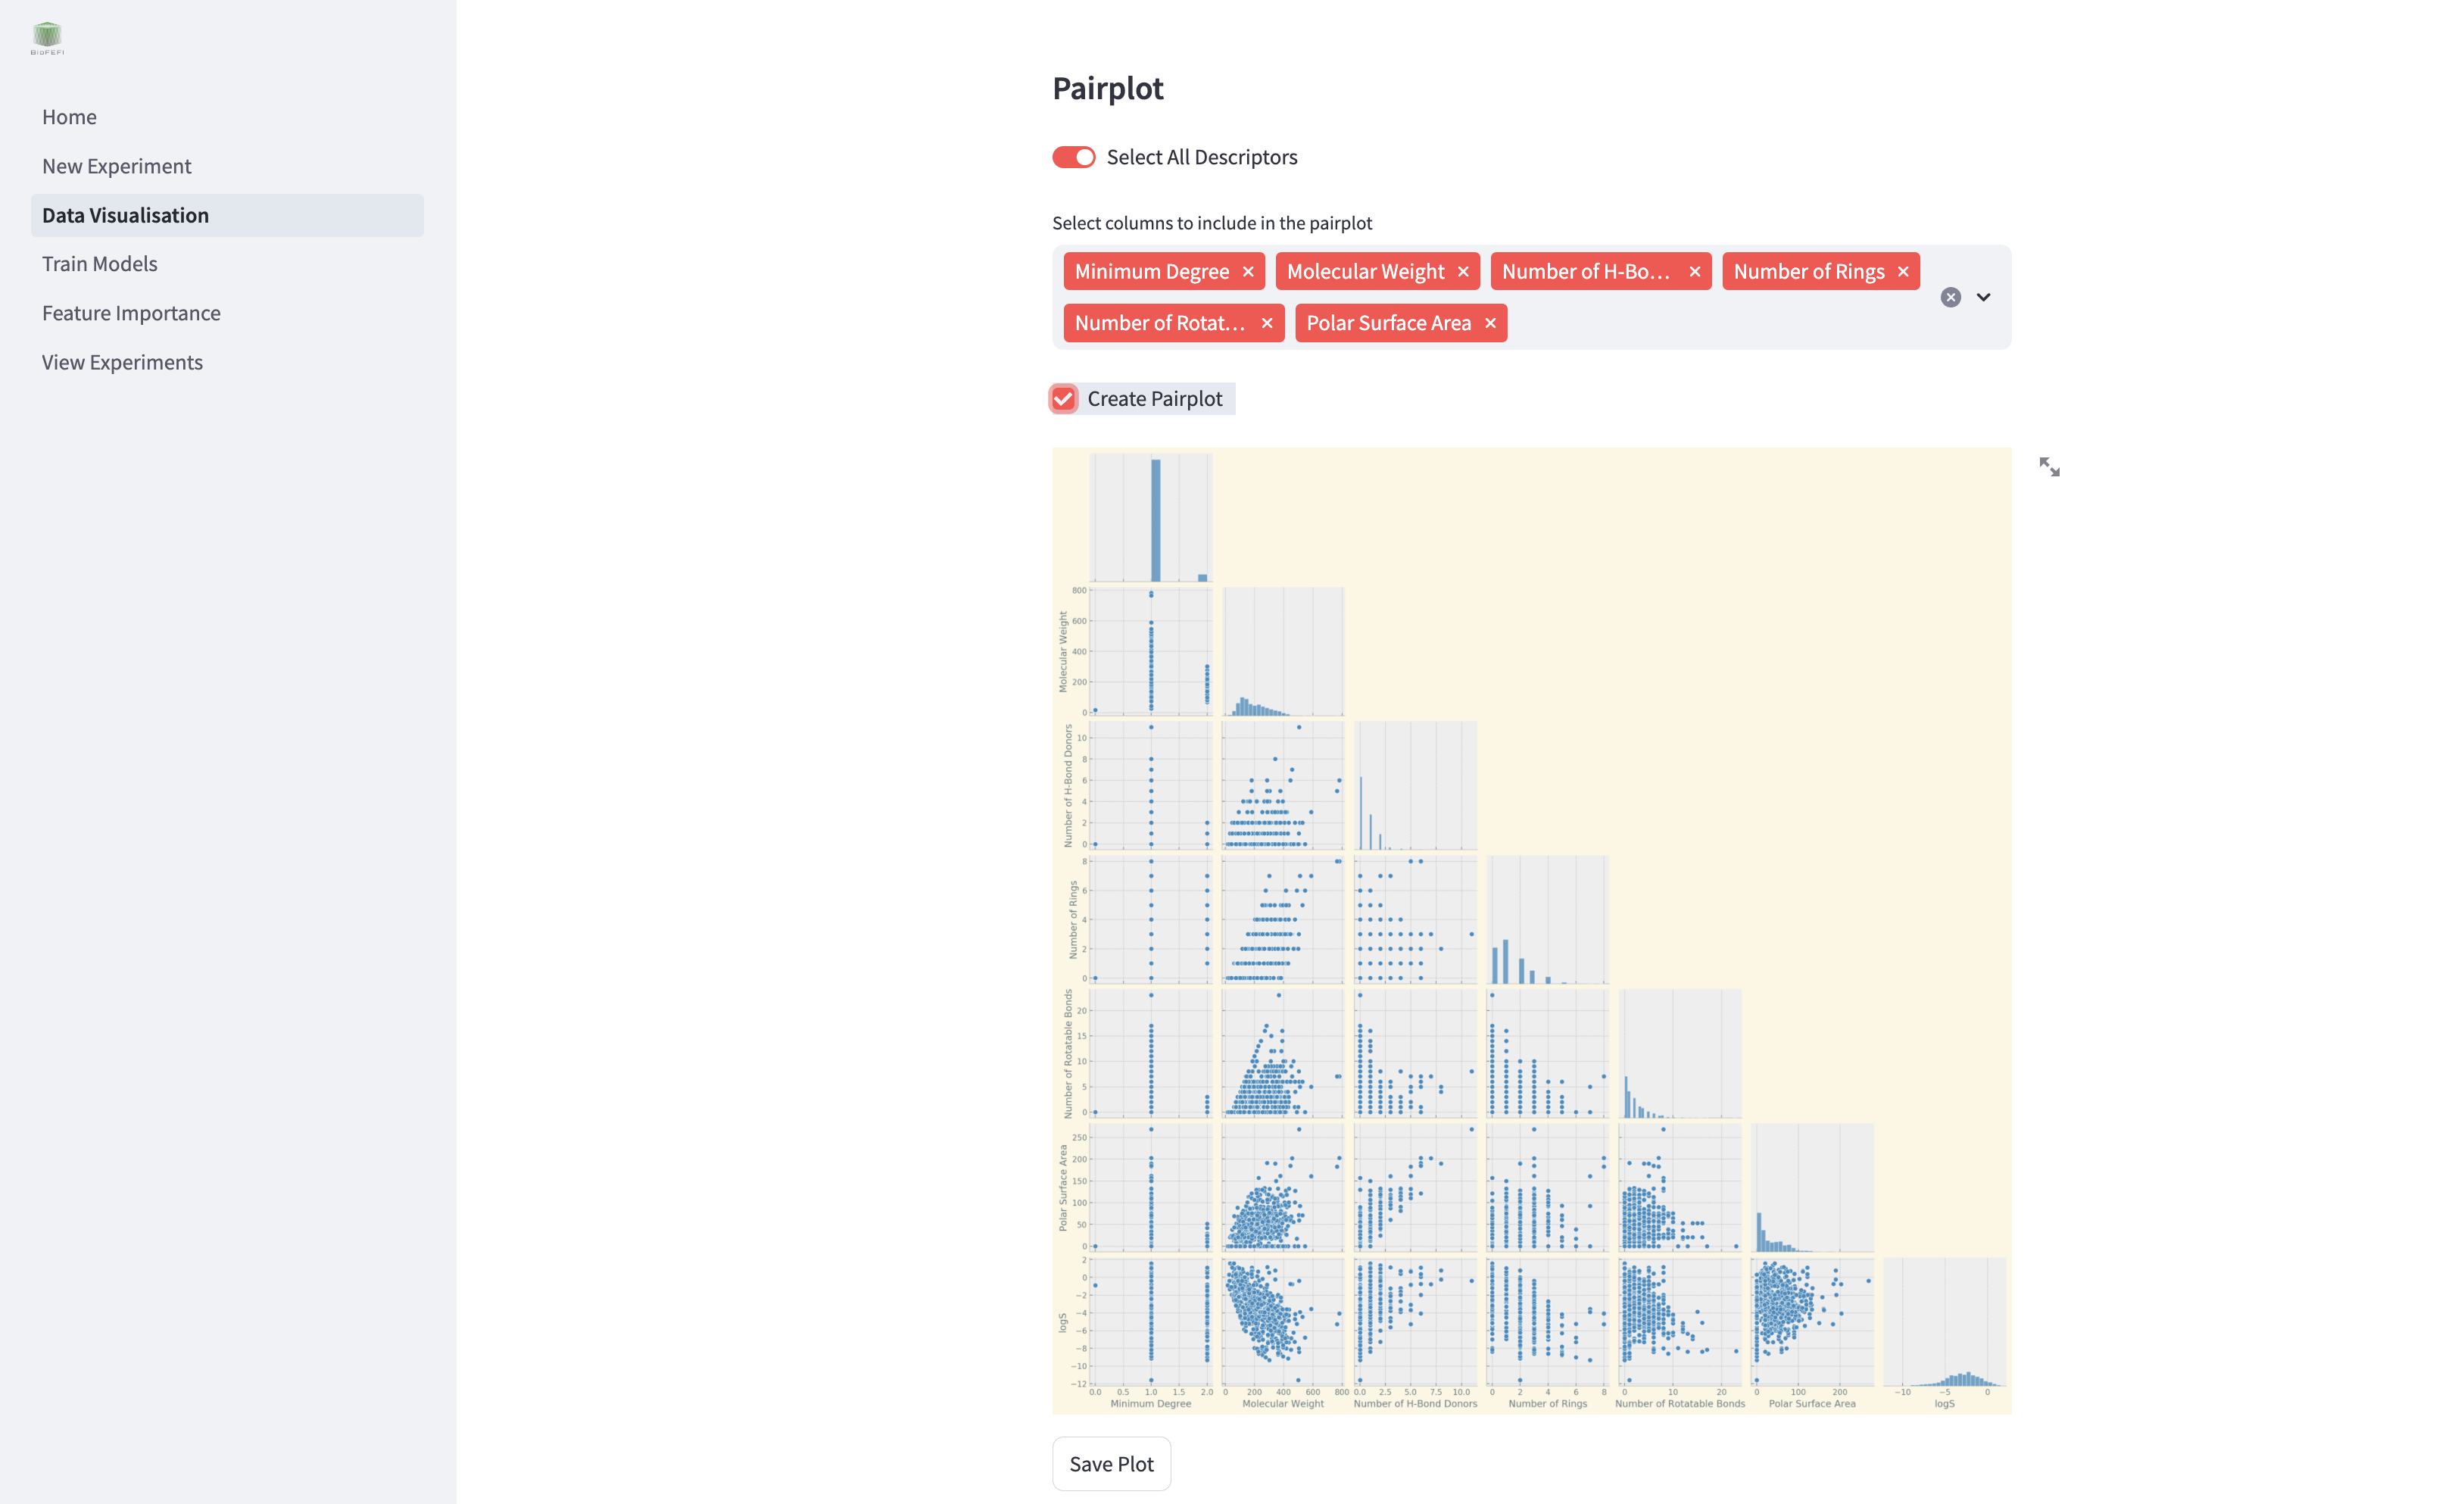 BioFEFI
Home
New Experiment
Data Visualisation
Train Models
Feature Importance
View Experiments
Pairplot
Select All Descriptors
Select columns to include in the pairplot
Minimum Degree Molecular Weight Number of H-Bo... Number of Rings
Number of Rotat... Polar Surface Area
Create Pairplot
Molecular Weight
800
600
400
200
0
Number of H-Bond Donors
10
8
6
4
2
0
Number of Rings
8
6
4
2
0
Number of Rotatable Bonds
20
15
10
5
0
Polar Surface Area
250
200
150
100
50
0
logS
2
0
−2
−4
−6
−8
−10
−12
0.0 0.5 1.0 1.5 2.0 0 200 400 600 800 0.0 2.5 5.0 7.5 10.0 0 2 4 6 8 0 10 20 0 100 200 −10 −5 0
Minimum Degree Molecular Weight Number of H-Bond Donors Number of Rings Number of Rotatable Bonds Polar Surface Area logS
Save Plot